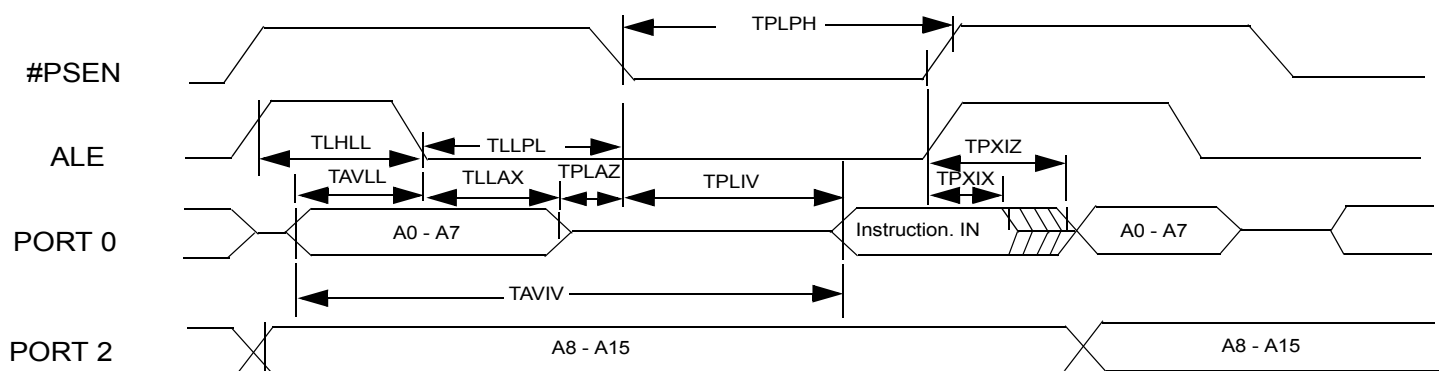 TPLPH
#PSEN
ALE
TLHLL
TLLPL
TPXIZ
TAVLL
TLLAX
TPLAZ
TPLIV
TPXIX
PORT 0
A0 - A7
Instruction. IN
A0 - A7
TAVIV
PORT 2
A8 - A15
A8 - A15